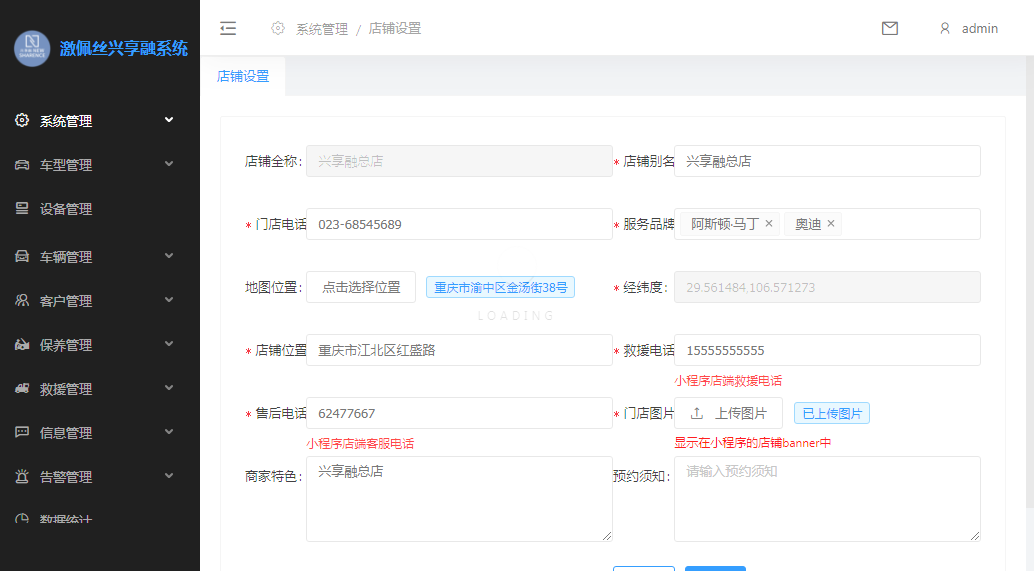 激佩丝兴享融系统
系统管理
车型管理
设备管理
车辆管理
客户管理
保养管理
救援管理
信息管理
告警管理
数据统计
系统管理 / 店铺设置
admin
店铺设置
店铺全称: 兴享融总店 * 店铺别名 兴享融总店
* 门店电话 023-68545689 * 服务品牌 阿斯顿·马丁 × 奥迪 ×
地图位置: 点击选择位置 重庆市渝中区金汤街38号 * 经纬度: 29.561484,106.571273
LOADING
* 店铺位置 重庆市江北区红盛路 * 救援电话 15555555555
小程序店端救援电话
* 售后电话 62477667 * 门店图片 上传图片 已上传图片
小程序店端客服电话 显示在小程序的店铺banner中
商家特色: 兴享融总店 预约须知: 请输入预约须知